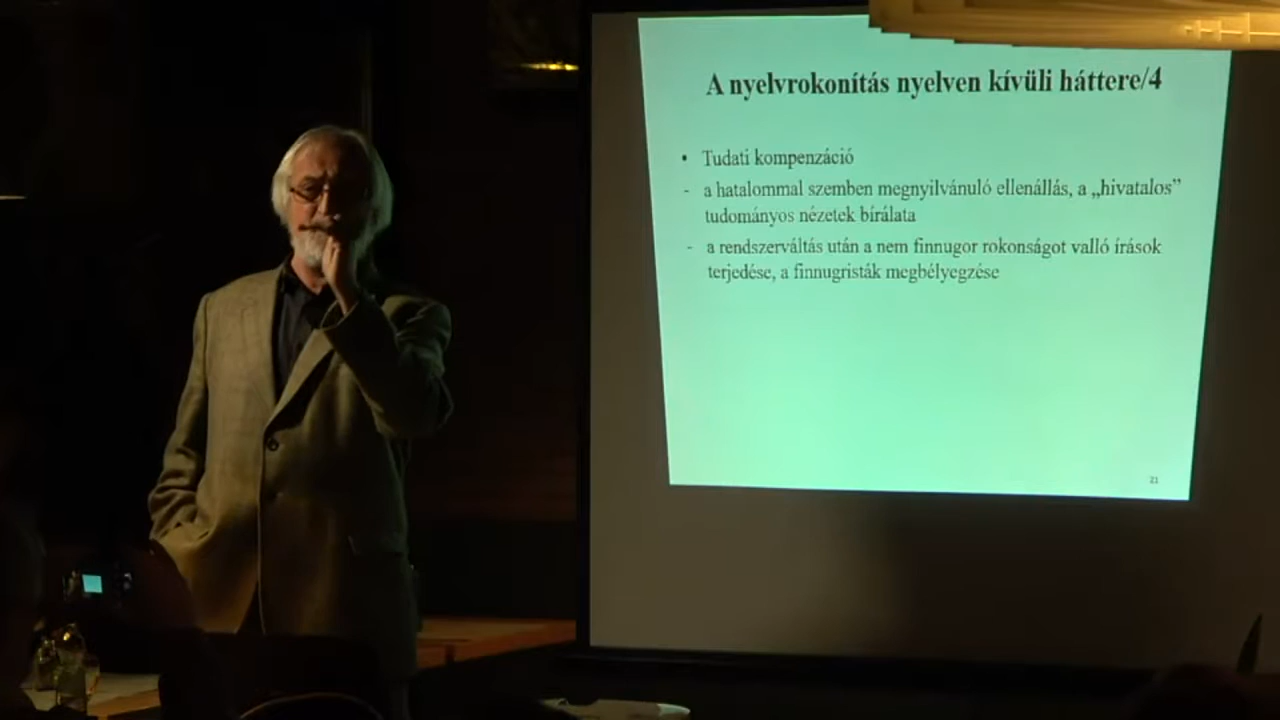 A nyelvrokonítás nyelven kívüli háttere/4
• Tudati kompenzáció
- a hatalommal szemben megnyilvánuló ellenállás, a „hivatalos”
tudományos nézetek bírálata
- a rendszerváltás után a nem finnugor rokonságot valló írások
terjedése, a finnugristák megbélyegzése
21